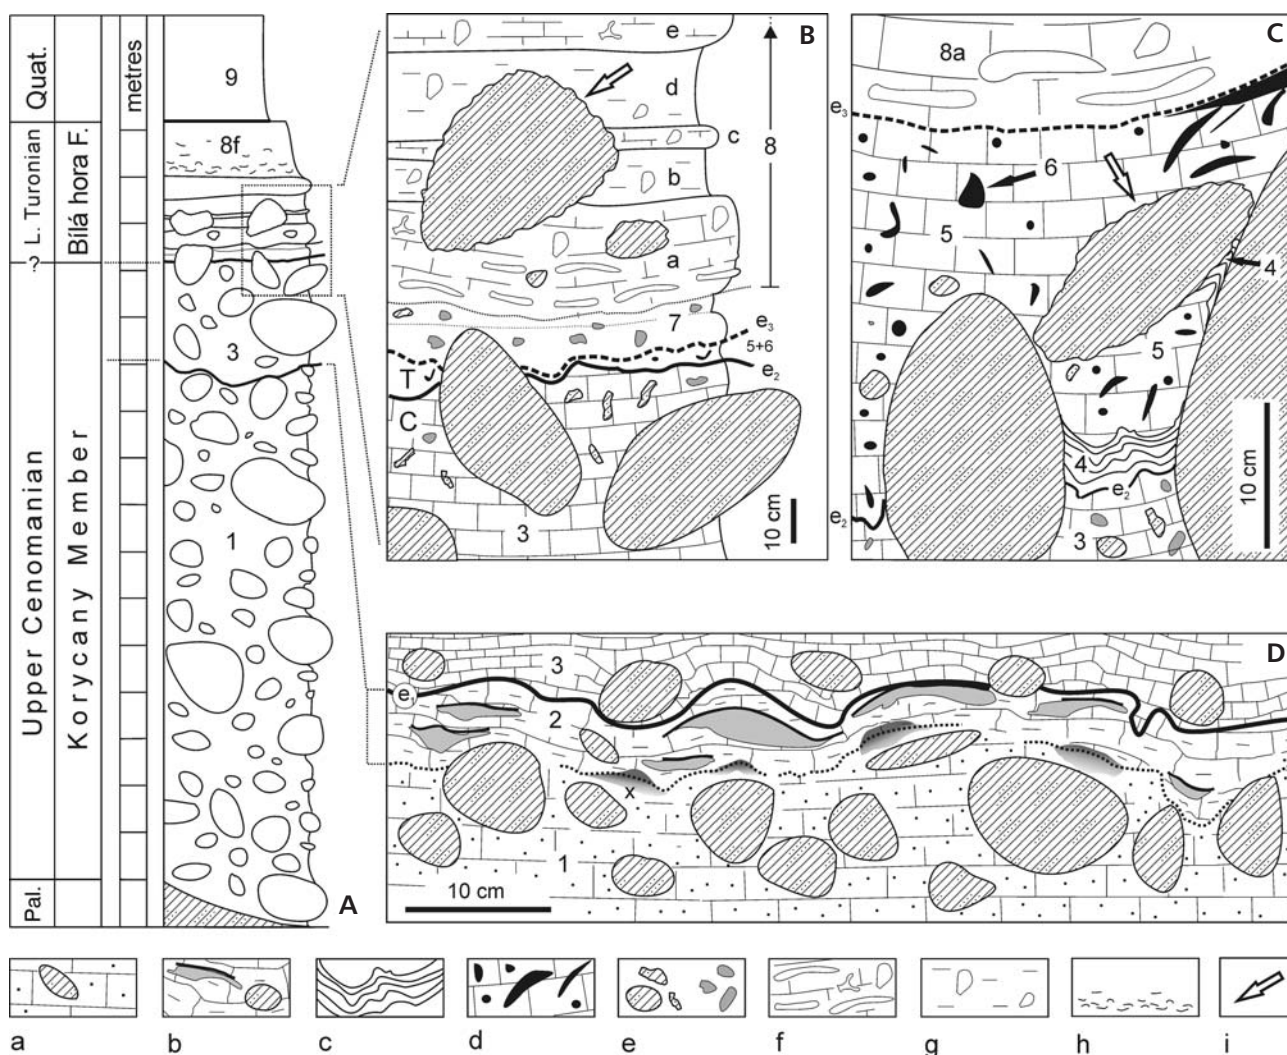 Quat.
L. Turonian
Bílá hora F.
?
Upper Cenomanian
Korycany Member
Pal.
metres
9
8f
3
1
A
B
e
d
c
b
a
8
7
e3
5+6
e2
T
C
3
10 cm
C
8a
e3
6
5
4
5
4
e2
e2
3
10 cm
D
3
e1
2
x
1
10 cm
a b c d e f g h i